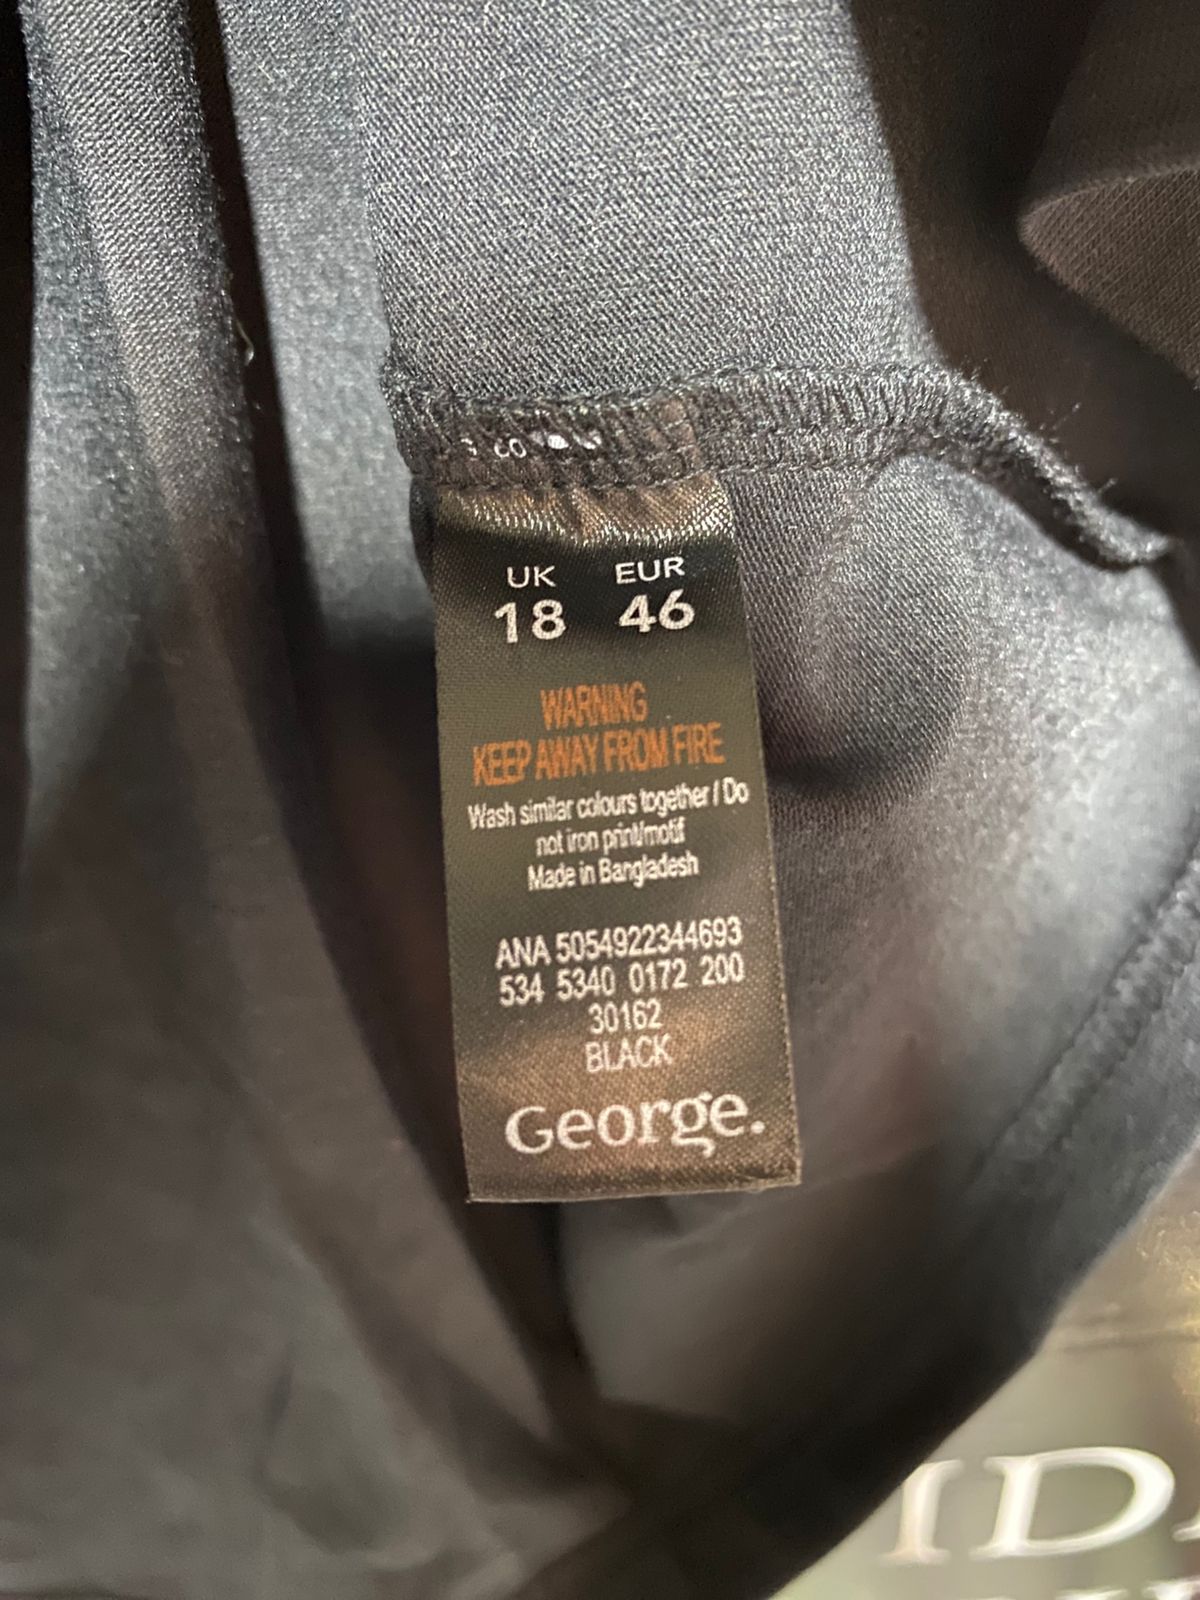 UK EUR
18 46
WARNING
KEEP AWAY FROM FIRE
Wash similar colours together / Do
not iron print/motif
Made in Bangladesh
ANA 5054922344693
534 5340 0172 200
30162
BLACK
George.